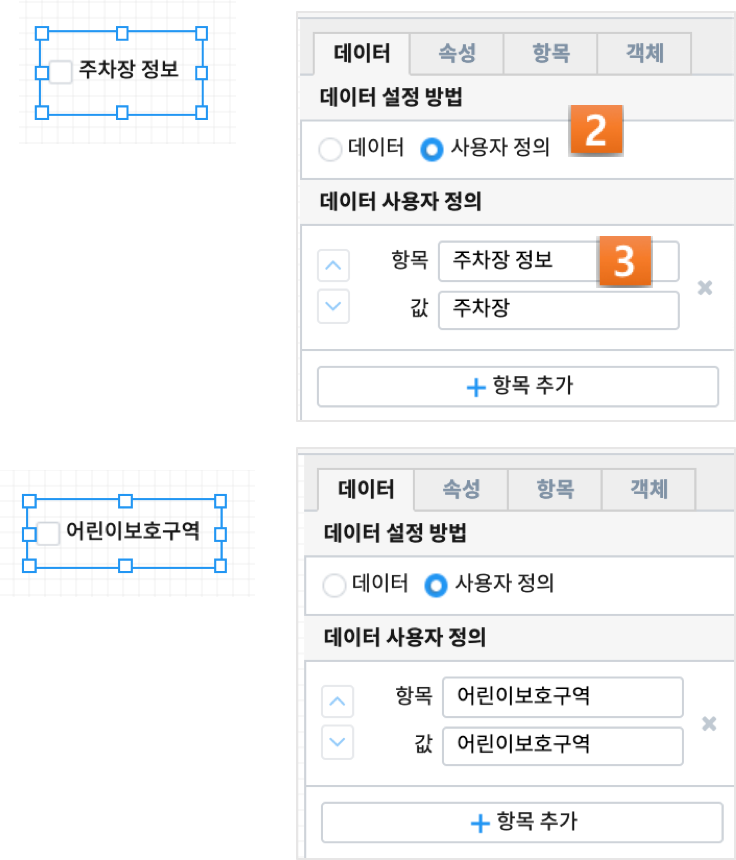 주차장 정보
데이터 속성 항목 객체
데이터 설정 방법
데이터 사용자 정의 2
데이터 사용자 정의
항목 주차장 정보 3
값 주차장
+ 항목 추가
어린이보호구역
데이터 속성 항목 객체
데이터 설정 방법
데이터 사용자 정의
데이터 사용자 정의
항목 어린이보호구역
값 어린이보호구역
+ 항목 추가